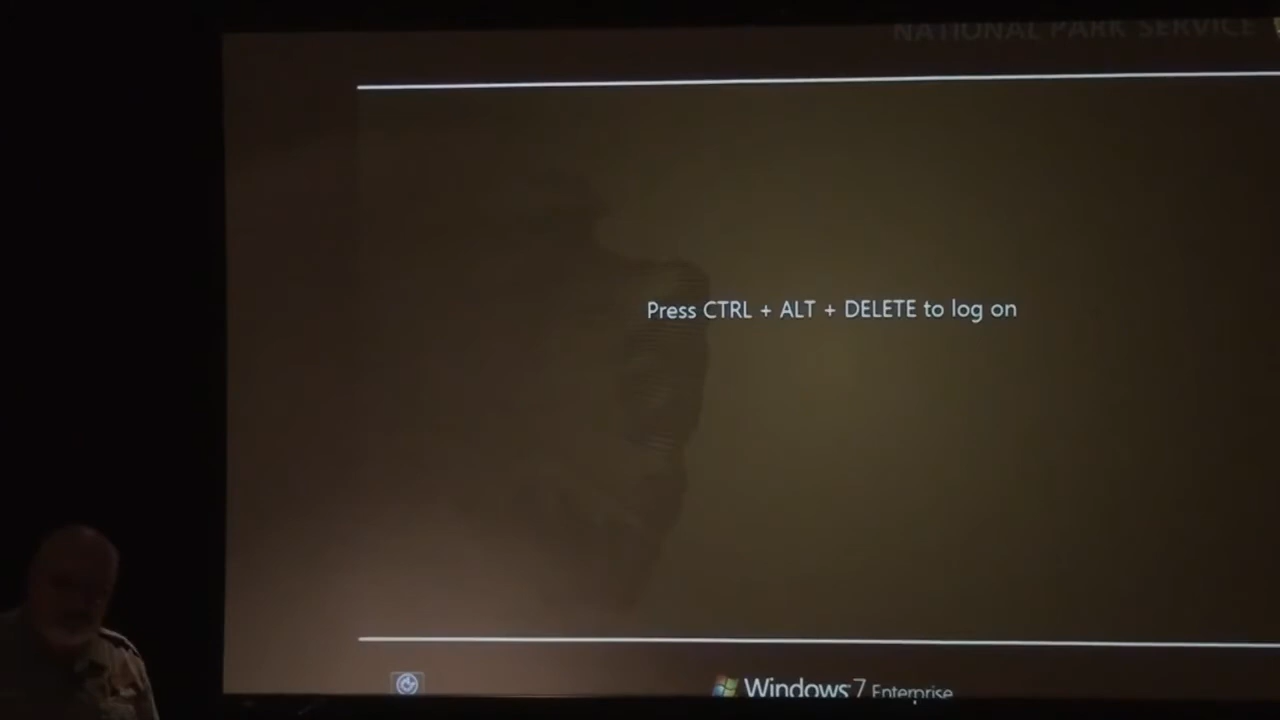 NATIONAL PARK SERVICE
Press CTRL + ALT + DELETE to log on
Windows 7 Enterprise